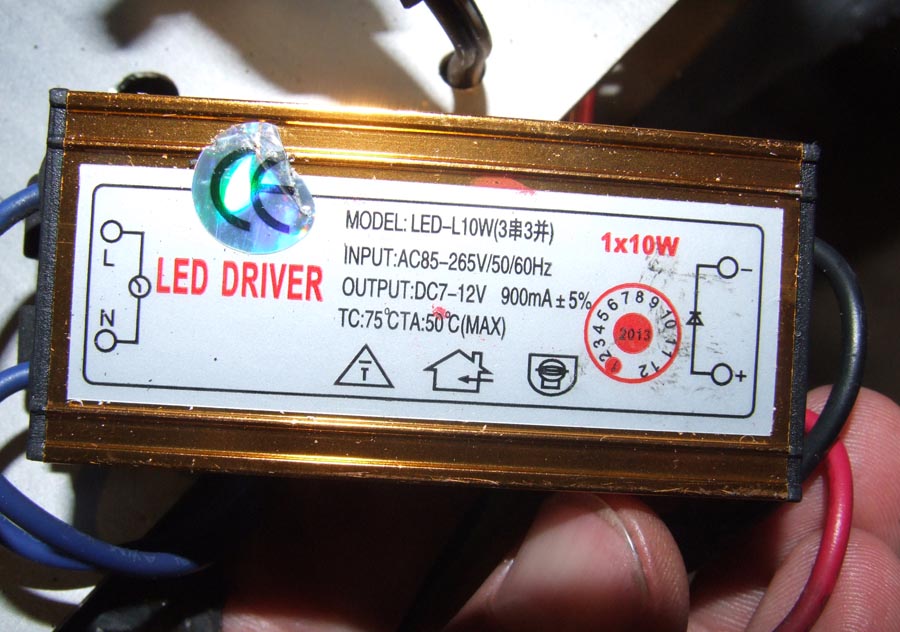 CE
MODEL: LED-L10W(3串3并)
1x10W
L
LED DRIVER
INPUT:AC85-265V/50/60Hz
OUTPUT:DC7-12V 900mA±5%
N
TC:75℃TA:50℃(MAX)
T
1 2 3 4 5 6 7 8 9 10 11 12
2013
-
+